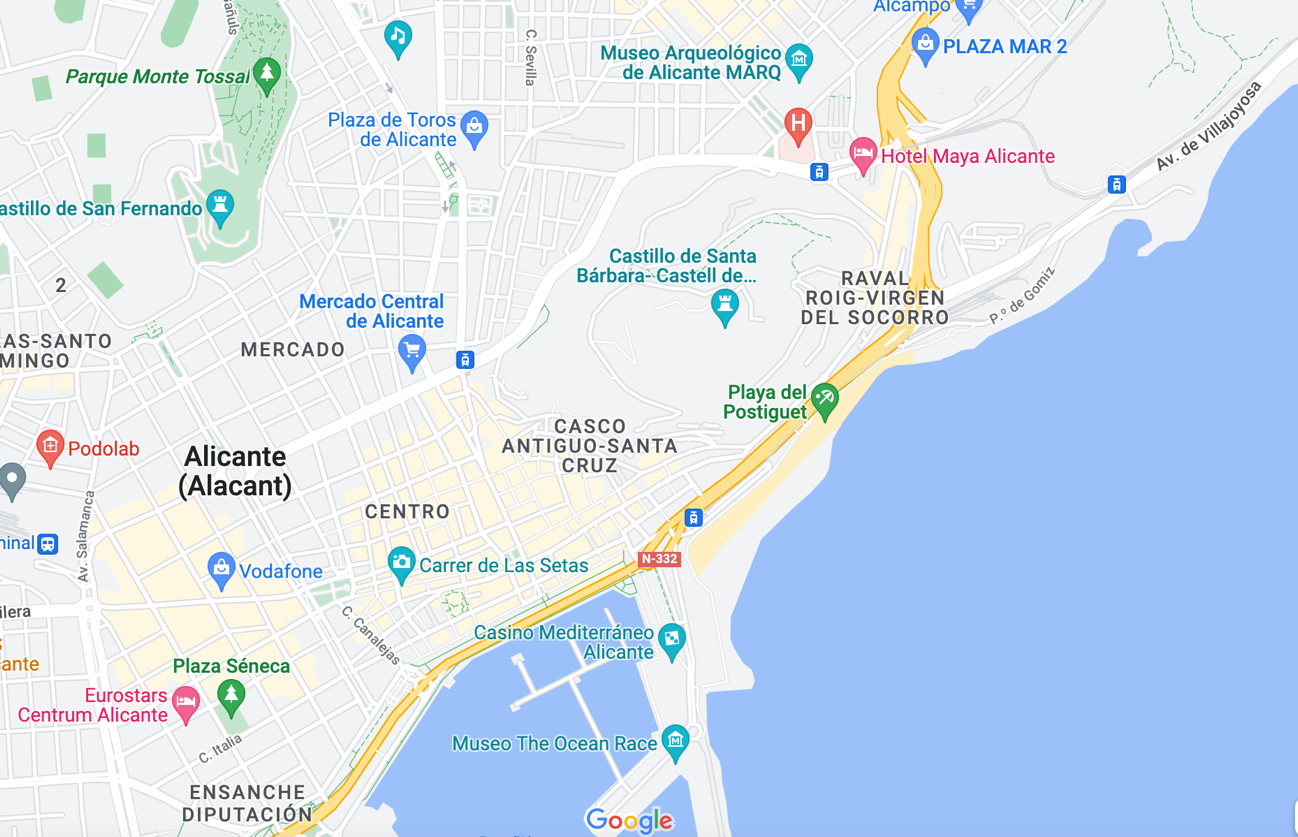 Alcampo
PLAZA MAR 2
Museo Arqueológico
de Alicante MARQ
C. Sevilla
Parque Monte Tossal
Plaza de Toros
de Alicante
H
Hotel Maya Alicante
Av. de Villajoyosa
astillo de San Fernando
Castillo de Santa
Bárbara- Castell de...
2
RAVAL
ROIG-VIRGEN
DEL SOCORRO
P.º de Gomiz
Mercado Central
de Alicante
AS-SANTO
MINGO
MERCADO
Playa del
Postiguet
CASCO
ANTIGUO-SANTA
CRUZ
Podolab
Alicante
(Alacant)
Av. Salamanca
CENTRO
N-332
Carrer de Las Setas
Vodafone
C. Canalejas
Casino Mediterráneo
Alicante
ilera
ante
Plaza Séneca
Eurostars
Centrum Alicante
C. Italia
Museo The Ocean Race
ENSANCHE
DIPUTACIÓN
Google